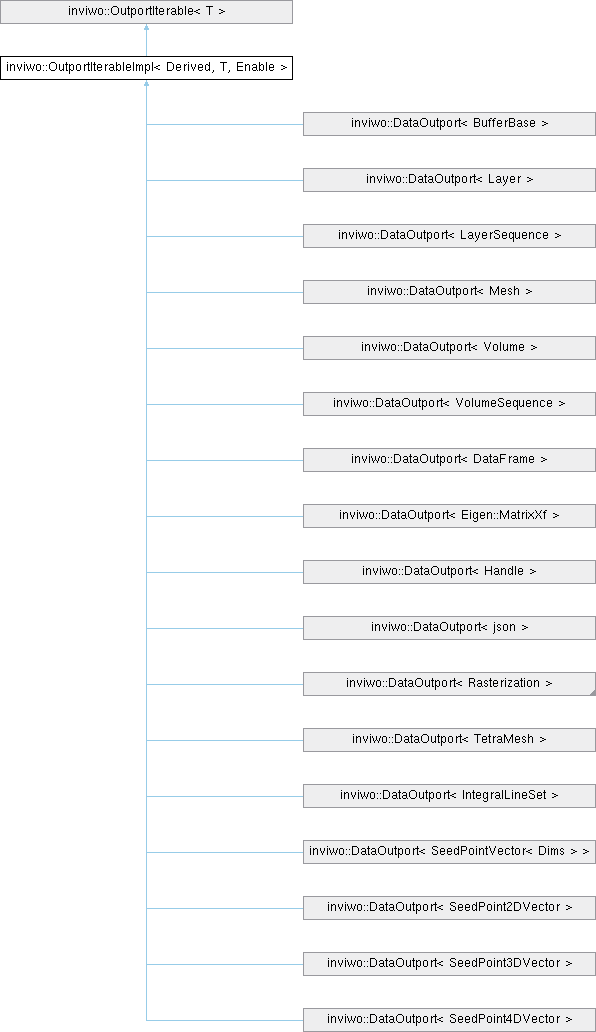 inviwo::OutportIterable< T >
inviwo::OutportIterableImpl< Derived, T, Enable >
inviwo::DataOutport< BufferBase >
inviwo::DataOutport< Layer >
inviwo::DataOutport< LayerSequence >
inviwo::DataOutport< Mesh >
inviwo::DataOutport< Volume >
inviwo::DataOutport< VolumeSequence >
inviwo::DataOutport< DataFrame >
inviwo::DataOutport< Eigen::MatrixXf >
inviwo::DataOutport< Handle >
inviwo::DataOutport< json >
inviwo::DataOutport< Rasterization >
inviwo::DataOutport< TetraMesh >
inviwo::DataOutport< IntegralLineSet >
inviwo::DataOutport< SeedPointVector< Dims > >
inviwo::DataOutport< SeedPoint2DVector >
inviwo::DataOutport< SeedPoint3DVector >
inviwo::DataOutport< SeedPoint4DVector >